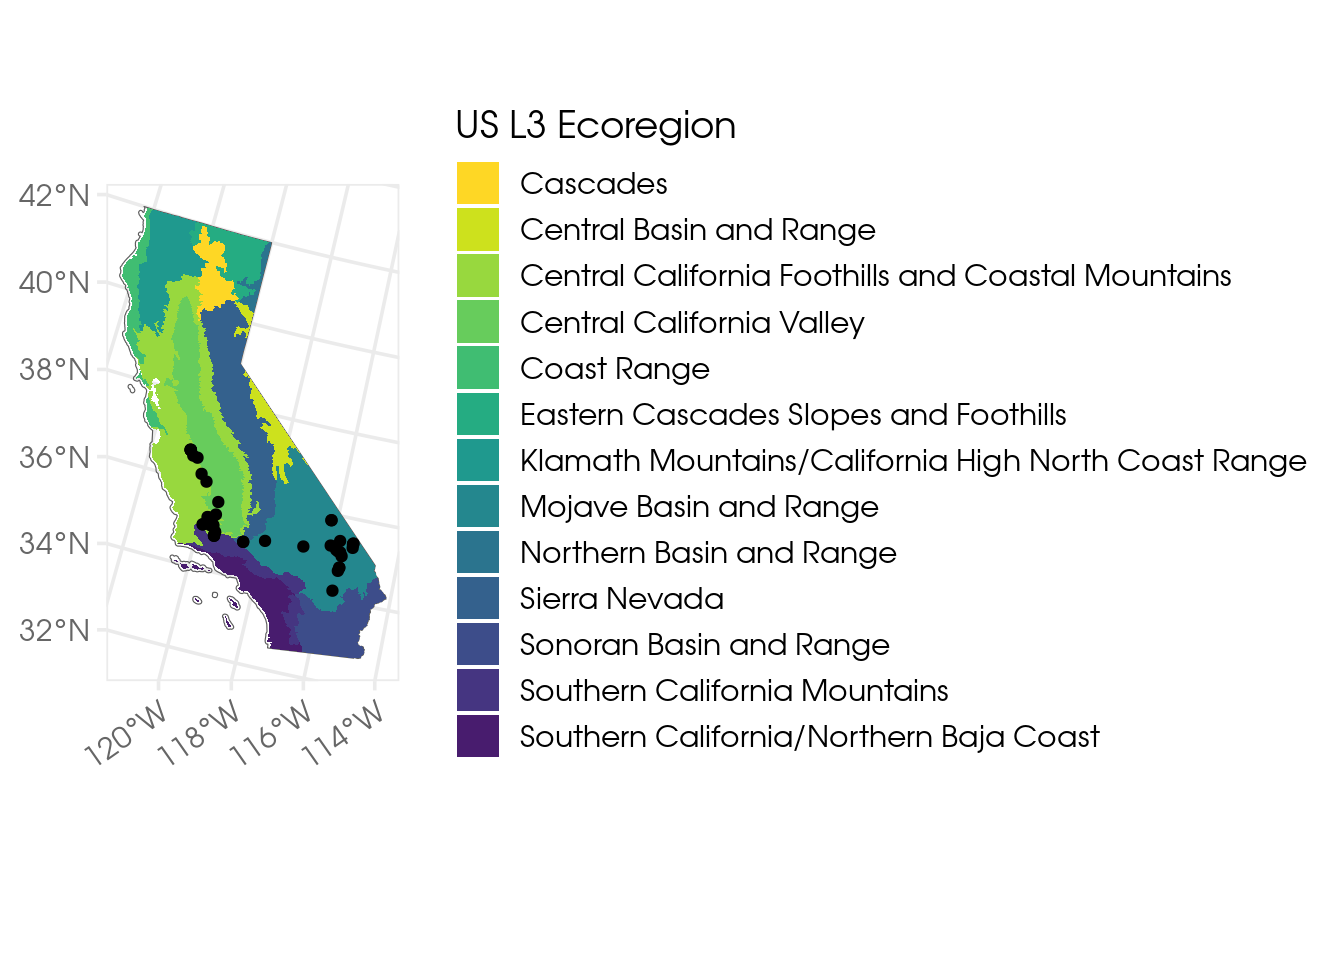 US L3 Ecoregion
Cascades
Central Basin and Range
Central California Foothills and Coastal Mountains
Central California Valley
Coast Range
Eastern Cascades Slopes and Foothills
Klamath Mountains/California High North Coast Range
Mojave Basin and Range
Northern Basin and Range
Sierra Nevada
Sonoran Basin and Range
Southern California Mountains
Southern California/Northern Baja Coast
42°N
40°N
38°N
36°N
34°N
32°N
120°W
118°W
116°W
114°W